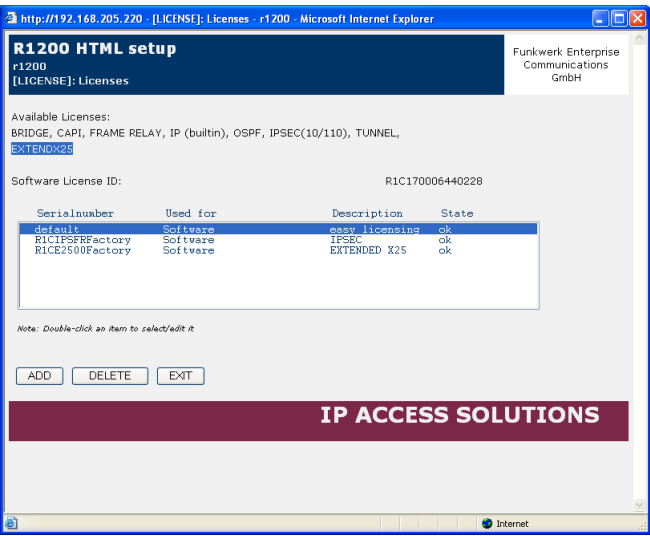 http://192.168.205.220 - [LICENSE]: Licenses - r1200 - Microsoft Internet Explorer
R1200 HTML setup
r1200
[LICENSE]: Licenses
Funkwerk Enterprise
Communications
GmbH
Available Licenses:
BRIDGE, CAPI, FRAME RELAY, IP (builtin), OSPF, IPSEC(10/110), TUNNEL,
EXTENDX25
Software License ID: R1C170006440228
Serialnumber Used for Description State
default Software easy licensing ok
R1CIPSFRFactory Software IPSEC ok
R1CE2500Factory Software EXTENDED X25 ok
Note: Double-click an item to select/edit it
ADD DELETE EXIT
IP ACCESS SOLUTIONS
Internet